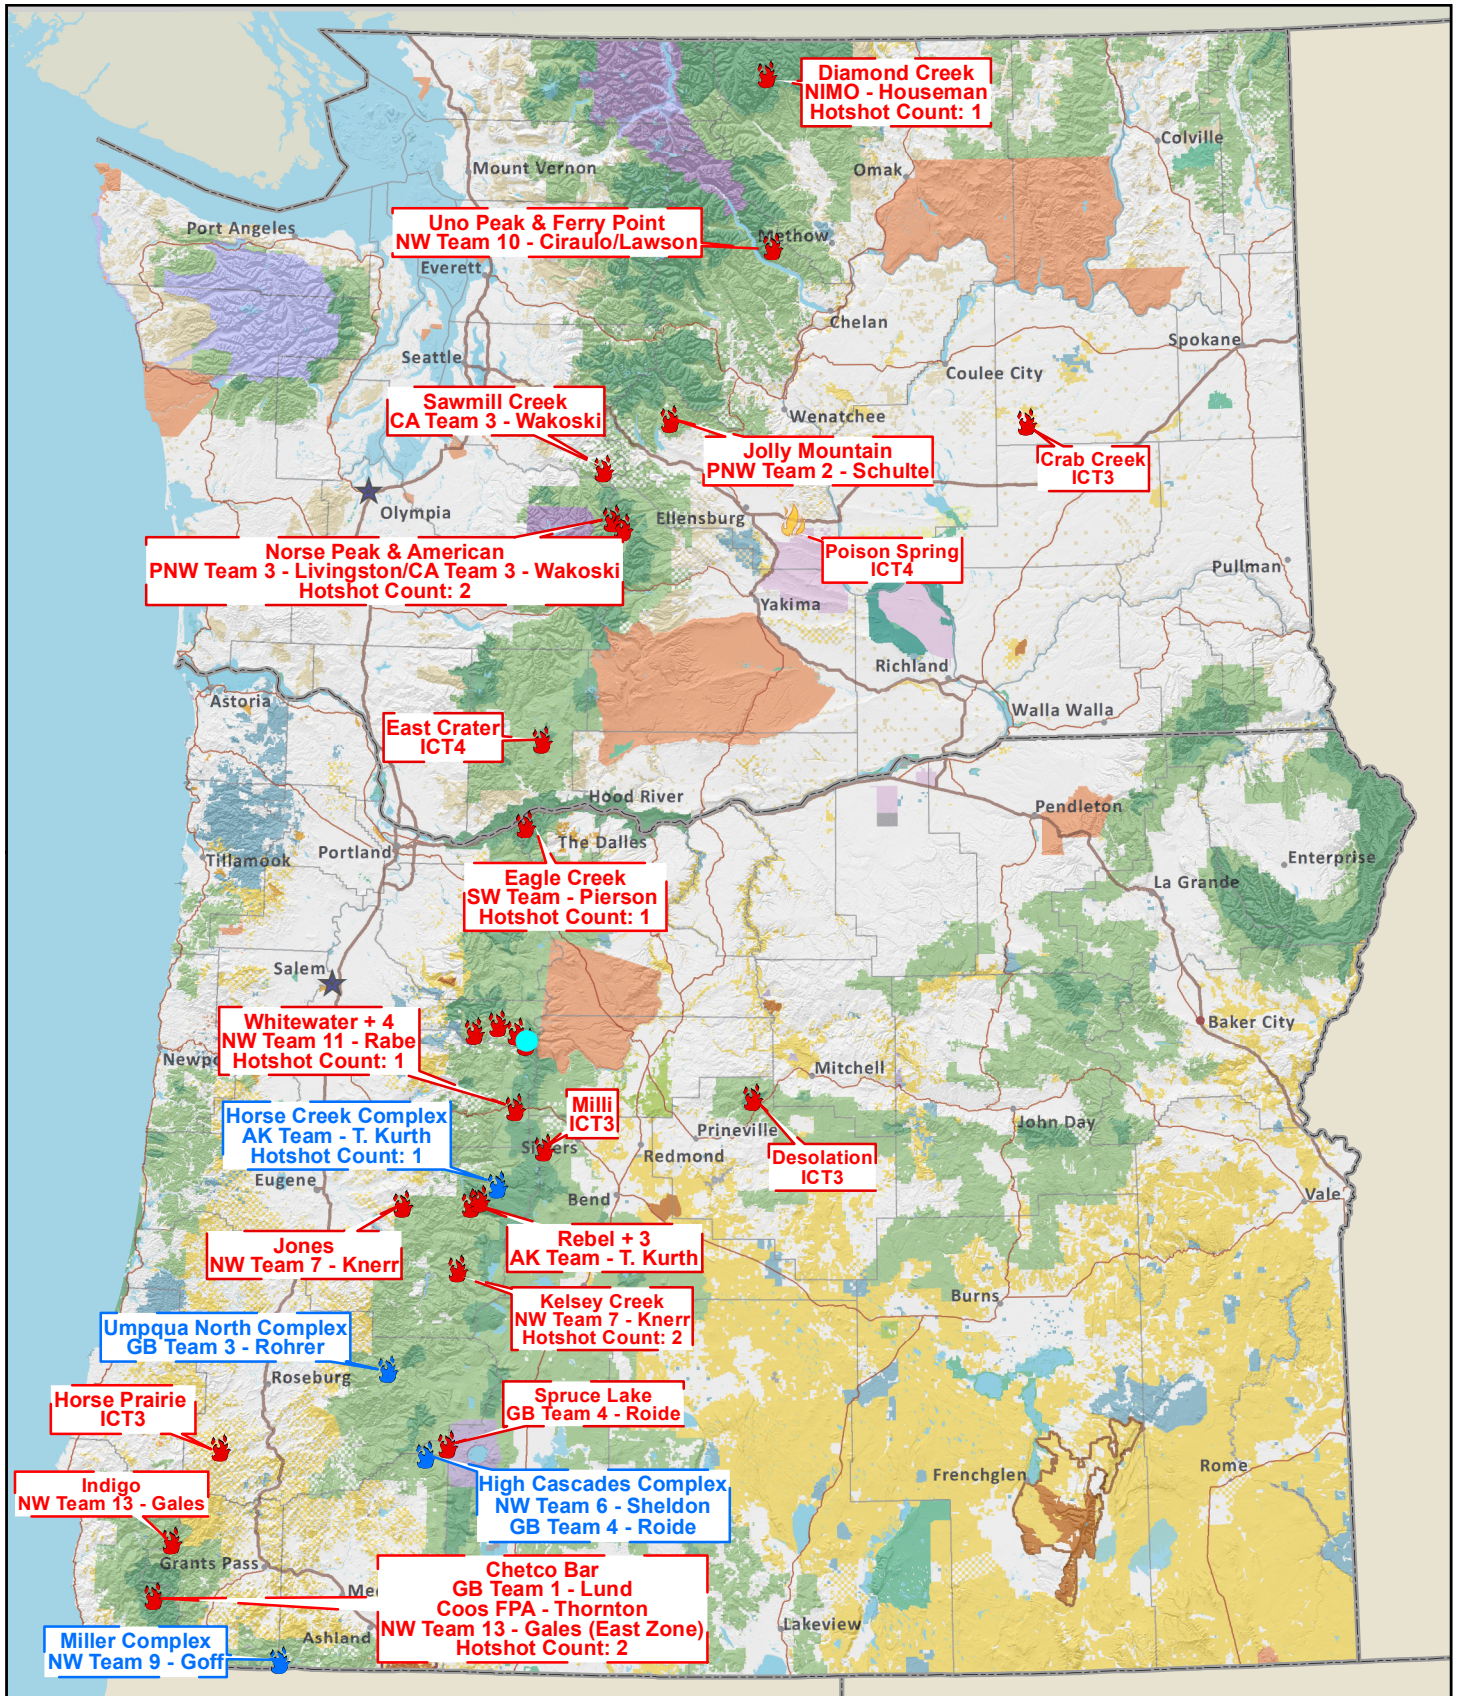 Diamond Creek
NIMO - Houseman
Hotshot Count: 1
Colville
Mount Vernon
Omak
Uno Peak & Ferry Point
NW Team 10 - Ciraulo/Lawson
Methow
Port Angeles
Everett
Chelan
Spokane
Seattle
Coulee City
Sawmill Creek
CA Team 3 - Wakoski
Wenatchee
Jolly Mountain
PNW Team 2 - Schulte
Crab Creek
ICT3
Olympia
Ellensburg
Norse Peak & American
PNW Team 3 - Livingston/CA Team 3 - Wakoski
Hotshot Count: 2
Poison Spring
ICT4
Pullman
Yakima
Richland
Astoria
Walla Walla
East Crater
ICT4
Hood River
Pendleton
The Dalles
Portland
Tillamook
Enterprise
La Grande
Eagle Creek
SW Team - Pierson
Hotshot Count: 1
Salem
Whitewater + 4
NW Team 11 - Rabe
Hotshot Count: 1
Baker City
Newpo
Mitchell
Milli
ICT3
Horse Creek Complex
AK Team - T. Kurth
Hotshot Count: 1
John Day
Prineville
Sisters
Redmond
Desolation
ICT3
Eugene
Bend
Vale
Jones
NW Team 7 - Knerr
Rebel + 3
AK Team - T. Kurth
Kelsey Creek
NW Team 7 - Knerr
Hotshot Count: 2
Burns
Umpqua North Complex
GB Team 3 - Rohrer
Roseburg
Spruce Lake
GB Team 4 - Roide
Horse Prairie
ICT3
Frenchglen
Rome
Indigo
NW Team 13 - Gales
High Cascades Complex
NW Team 6 - Sheldon
GB Team 4 - Roide
Grants Pass
Chetco Bar
GB Team 1 - Lund
Coos FPA - Thornton
NW Team 13 - Gales (East Zone)
Hotshot Count: 2
Me
Lakeview
Ashland
Miller Complex
NW Team 9 - Goff